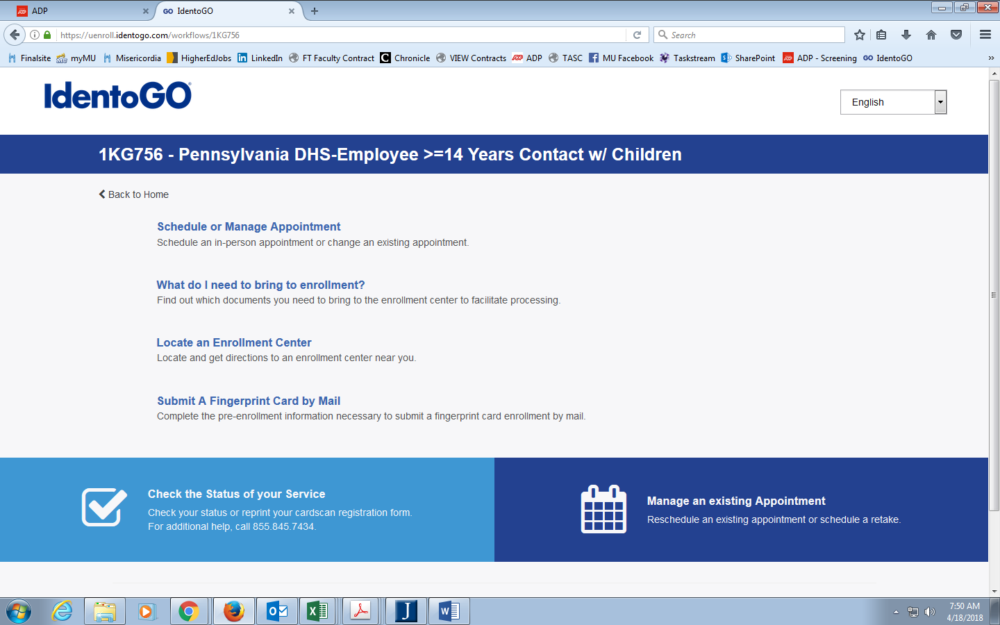 ADP
GO IdentoGO
https://uenroll.identogo.com/workflows/1KG756
Search
Finalsite myMU Misericordia HigherEdJobs LinkedIn FT Faculty Contract Chronicle VIEW Contracts ADP TASC MU Facebook Taskstream SharePoint ADP - Screening GO IdentoGO
IdentoGO®
English
1KG756 - Pennsylvania DHS-Employee >=14 Years Contact w/ Children
Back to Home
Schedule or Manage Appointment
Schedule an in-person appointment or change an existing appointment.
What do I need to bring to enrollment?
Find out which documents you need to bring to the enrollment center to facilitate processing.
Locate an Enrollment Center
Locate and get directions to an enrollment center near you.
Submit A Fingerprint Card by Mail
Complete the pre-enrollment information necessary to submit a fingerprint card enrollment by mail.
Check the Status of your Service
Check your status or reprint your cardscan registration form.
For additional help, call 855.845.7434.
Manage an existing Appointment
Reschedule an existing appointment or schedule a retake.
7:50 AM
4/18/2018